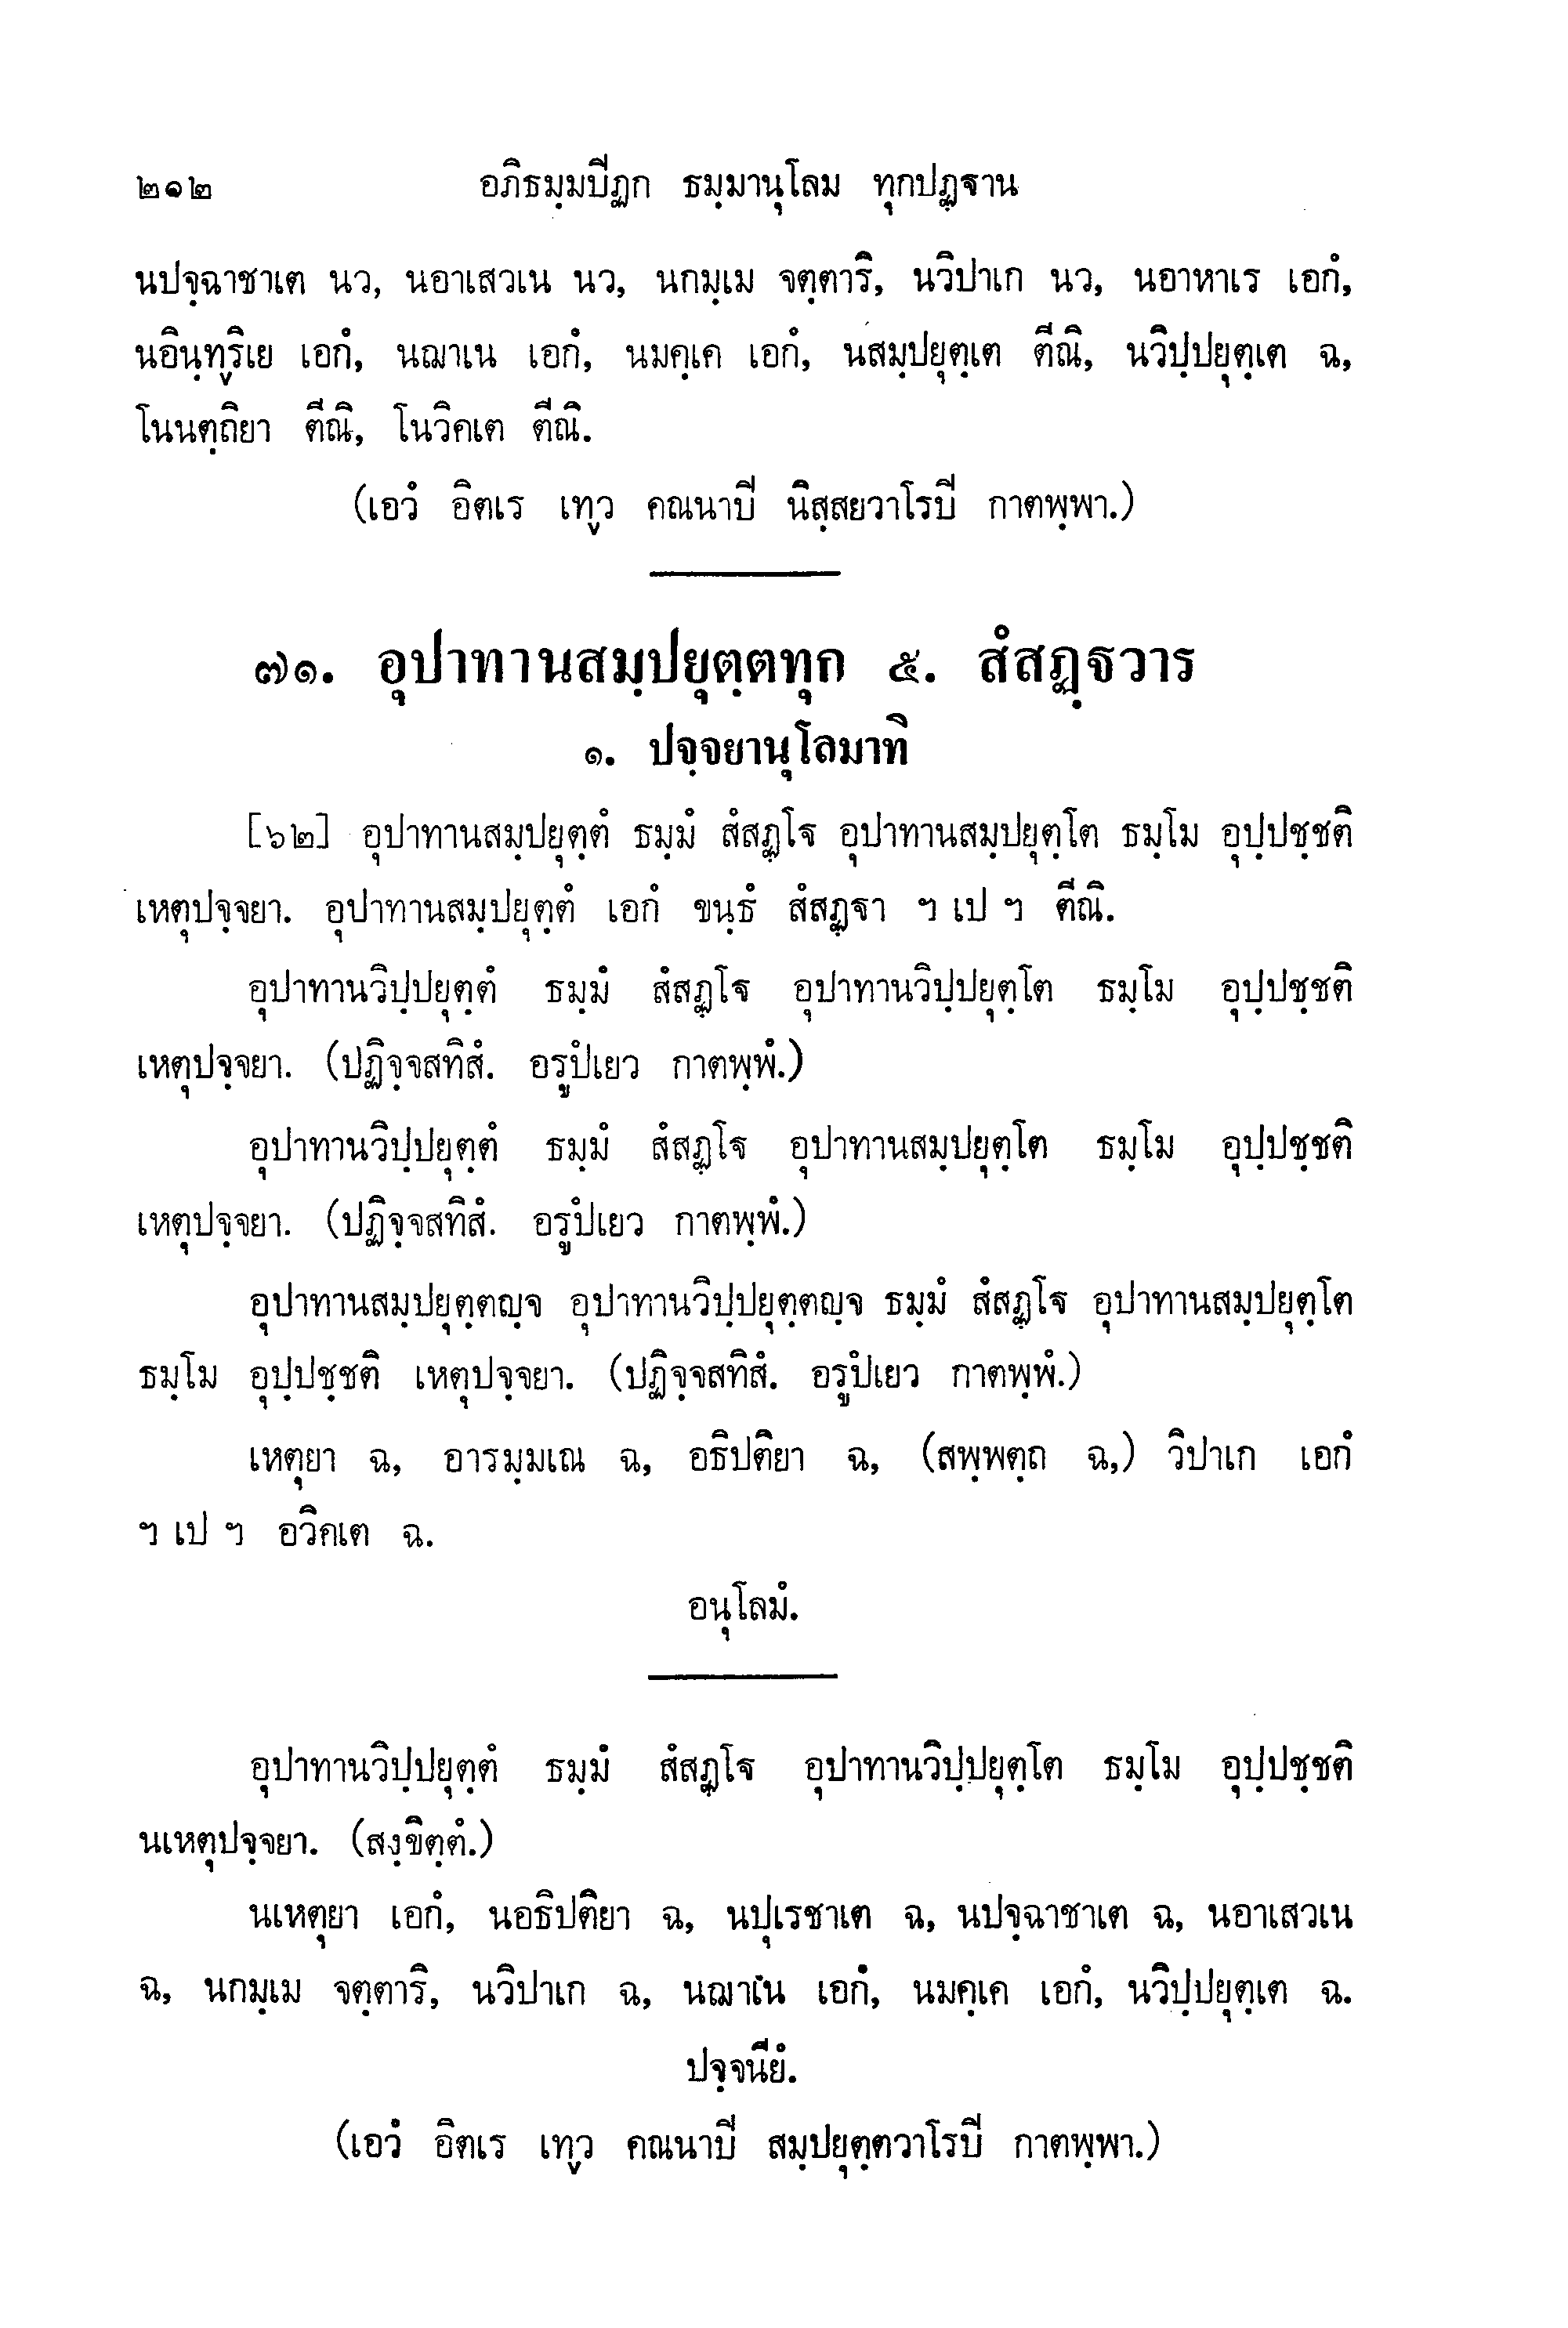 ๒๑๒ อภิธมฺมปิฏก ธมฺมานุโลม ทุกปฏฺฐาน
นปจฺฉาชาเต นว, นอาเสวเน นว, นกมฺเม จตฺตาริ, นวิปาเก นว, นอาหาเร เอกํ,
นอินฺทฺริเย เอกํ, นฌาเน เอกํ, นมคฺเค เอกํ, นสมฺปยุตฺเต ตีณิ, นวิปฺปยุตฺเต ฉ,
โนนตฺถิยา ตีณิ, โนวิคเต ตีณิ.
(เอวํ อิตเร เทฺว คณนาปี นิสฺสยวาโรปี กาตพฺพา.)
๗๑. อุปาทานสมฺปยุตฺตทุก ๕. สํสฏฺฐวาร
๑. ปจฺจยานุโลมาทิ
[๖๒] อุปาทานสมฺปยุตฺตํ ธมฺมํ สํสฏฺโฐ อุปาทานสมฺปยุตฺโต ธมฺโม อุปฺปชฺชติ
เหตุปจฺจยา. อุปาทานสมฺปยุตฺตํ เอกํ ขนฺธํ สํสฏฺฐา ฯ เป ฯ ตีณิ.
อุปาทานวิปฺปยุตฺตํ ธมฺมํ สํสฏฺโฐ อุปาทานวิปฺปยุตฺโต ธมฺโม อุปฺปชฺชติ
เหตุปจฺจยา. (ปฏิจฺจสทิสํ. อรูปํเยว กาตพฺพํ.)
อุปาทานวิปฺปยุตฺตํ ธมฺมํ สํสฏฺโฐ อุปาทานสมฺปยุตฺโต ธมฺโม อุปฺปชฺชติ
เหตุปจฺจยา. (ปฏิจฺจสทิสํ. อรูปํเยว กาตพฺพํ.)
อุปาทานสมฺปยุตฺตญฺจ อุปาทานวิปฺปยุตฺตญฺจ ธมฺมํ สํสฏฺโฐ อุปาทานสมฺปยุตฺโต
ธมฺโม อุปฺปชฺชติ เหตุปจฺจยา. (ปฏิจฺจสทิสํ. อรูปํเยว กาตพฺพํ.)
เหตุยา ฉ, อารมฺมเณ ฉ, อธิปติยา ฉ, (สพฺพตฺถ ฉ,) วิปาเก เอกํ
ฯ เป ฯ อวิคเต ฉ.
อนุโลมํ.
อุปาทานวิปฺปยุตฺตํ ธมฺมํ สํสฏฺโฐ อุปาทานวิปฺปยุตฺโต ธมฺโม อุปฺปชฺชติ
นเหตุปจฺจยา. (สงฺขิตฺตํ.)
นเหตุยา เอกํ, นอธิปติยา ฉ, นปุเรชาเต ฉ, นปจฺฉาชาเต ฉ, นอาเสวเน
ฉ, นกมฺเม จตฺตาริ, นวิปาเก ฉ, นฌาเน เอกํ, นมคฺเค เอกํ, นวิปฺปยุตฺเต ฉ.
ปจฺจนียํ.
(เอวํ อิตเร เทฺว คณนาปี สมฺปยุตฺตวาโรปี กาตพฺพา.)